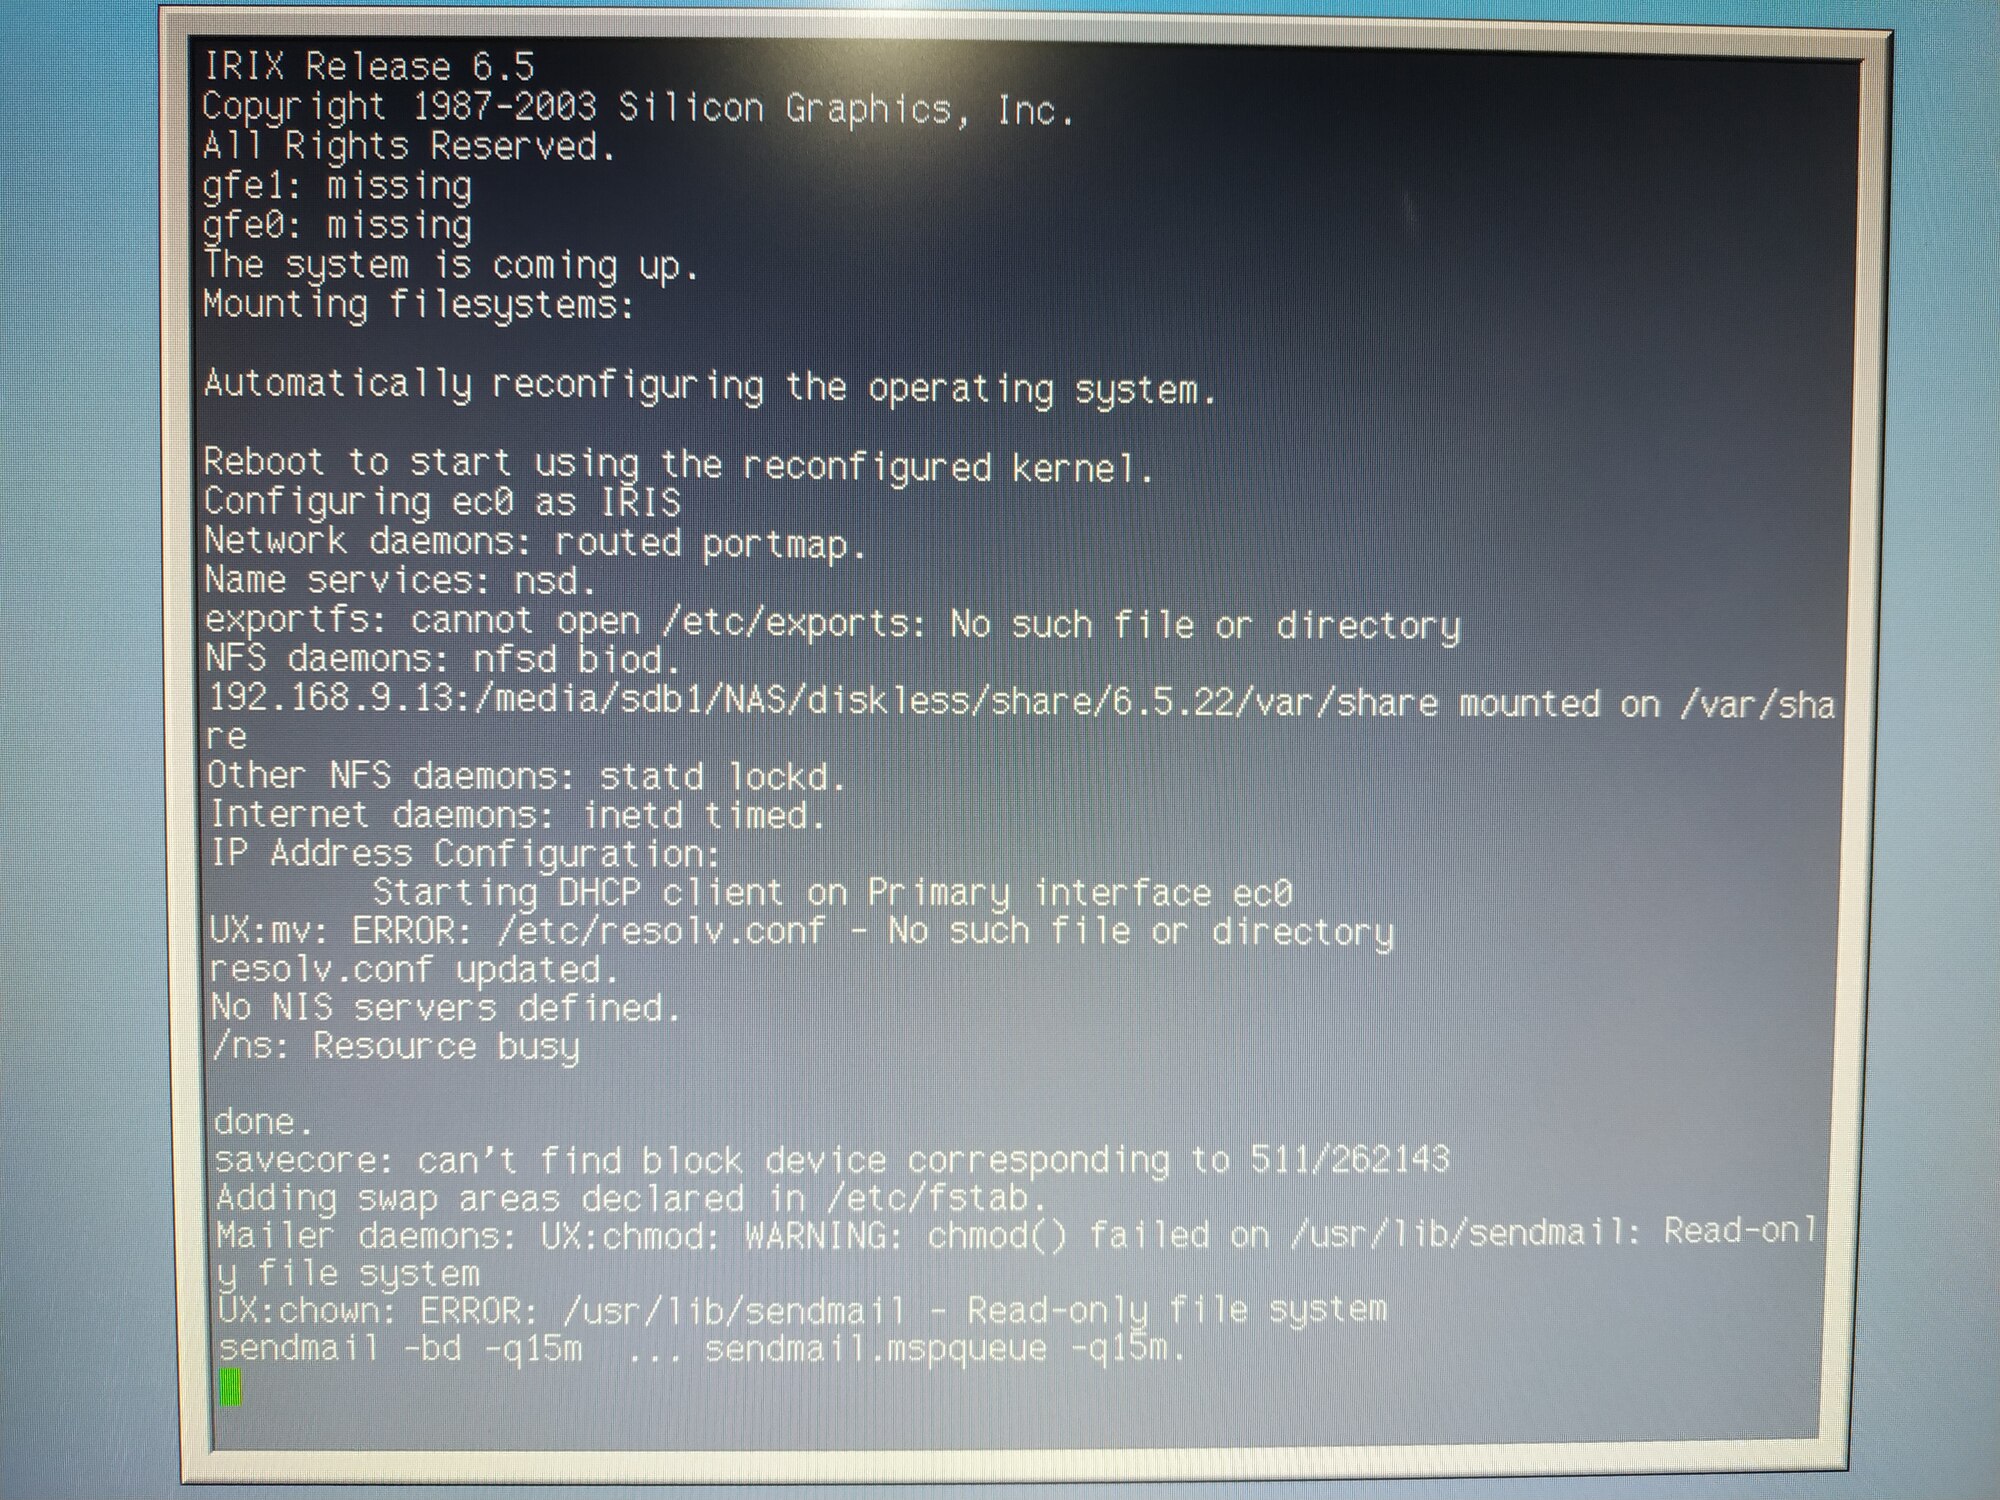 IRIX Release 6.5
Copyright 1987-2003 Silicon Graphics, Inc.
All Rights Reserved.
gfe1: missing
gfe0: missing
The system is coming up.
Mounting filesystems:
Automatically reconfiguring the operating system.
Reboot to start using the reconfigured kernel.
Configuring ec0 as IRIS
Network daemons: routed portmap.
Name services: nsd.
exportfs: cannot open /etc/exports: No such file or directory
NFS daemons: nfsd biod.
192.168.9.13:/media/sdb1/NAS/diskless/share/6.5.22/var/share mounted on /var/sha
re
Other NFS daemons: statd lockd.
Internet daemons: inetd timed.
IP Address Configuration:
Starting DHCP client on Primary interface ec0
UX:mv: ERROR: /etc/resolv.conf - No such file or directory
resolv.conf updated.
No NIS servers defined.
/ns: Resource busy
done.
savecore: can't find block device corresponding to 511/262143
Adding swap areas declared in /etc/fstab.
Mailer daemons: UX:chmod: WARNING: chmod() failed on /usr/lib/sendmail: Read-onl
y file system
UX:chown: ERROR: /usr/lib/sendmail - Read-only file system
sendmail -bd -q15m  ... sendmail.mspqueue -q15m.